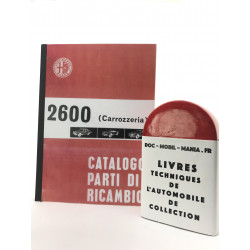 2600 (Carrozzeria)
CATALOGO
PARTI DI
RICAMBIO
DOC-MOBIL-MANIA.FR
LIVRES
TECHNIQUES
DE
L'AUTOMOBILE
DE
COLLECTION